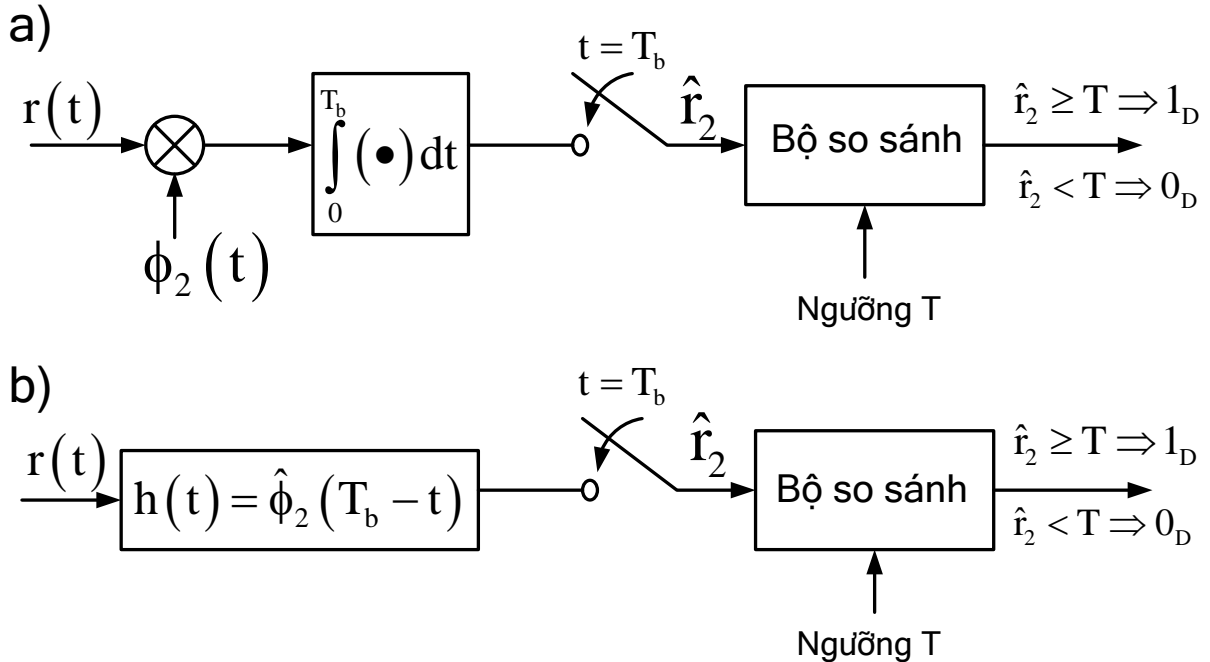 a)
t = T_b
r(t)
∫_0^{T_b} (•) dt
r̂_2
Bộ so sánh
r̂_2 ≥ T ⇒ 1_D
r̂_2 < T ⇒ 0_D
ϕ_2(t)
Ngưỡng T
b)
t = T_b
r(t)
h(t) = ϕ̂_2(T_b − t)
r̂_2
Bộ so sánh
r̂_2 ≥ T ⇒ 1_D
r̂_2 < T ⇒ 0_D
Ngưỡng T